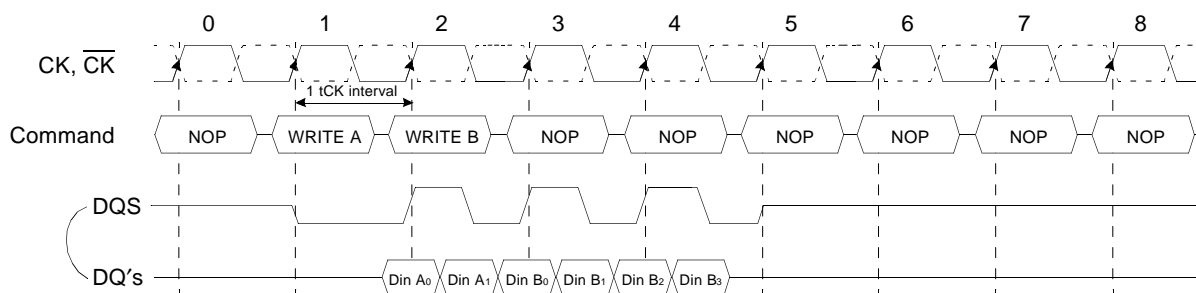 0 1 2 3 4 5 6 7 8
CK, C̅K̅
1 tCK interval
Command NOP WRITE A WRITE B NOP NOP NOP NOP NOP NOP
DQS
DQ's Din A₀ Din A₁ Din B₀ Din B₁ Din B₂ Din B₃